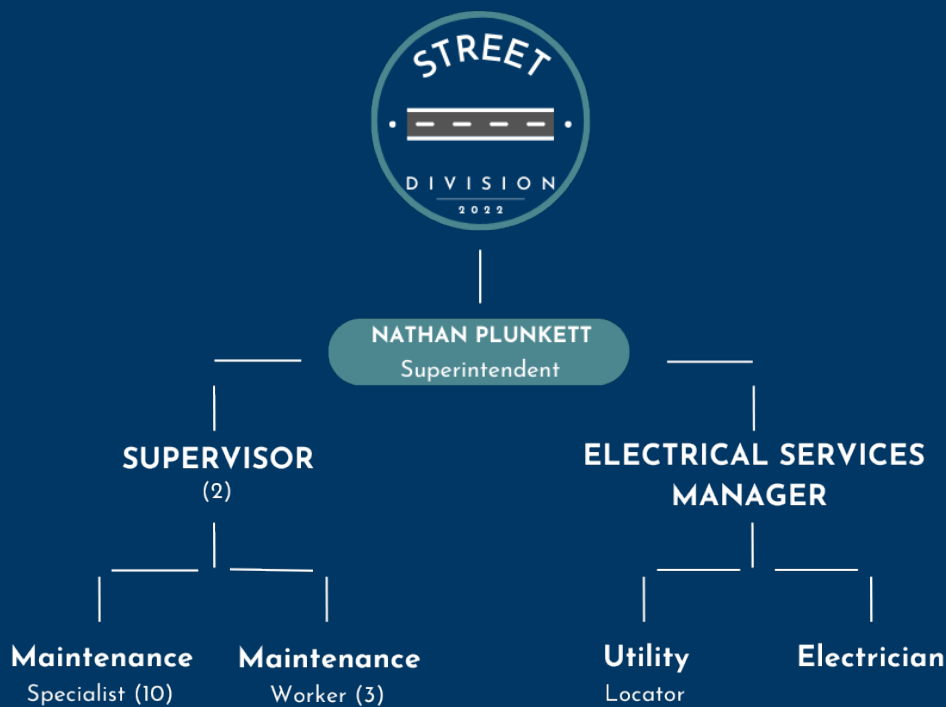 STREET
DIVISION
2022
NATHAN PLUNKETT
Superintendent
SUPERVISOR
(2)
ELECTRICAL SERVICES
MANAGER
Maintenance
Specialist (10)
Maintenance
Worker (3)
Utility
Locator
Electrician